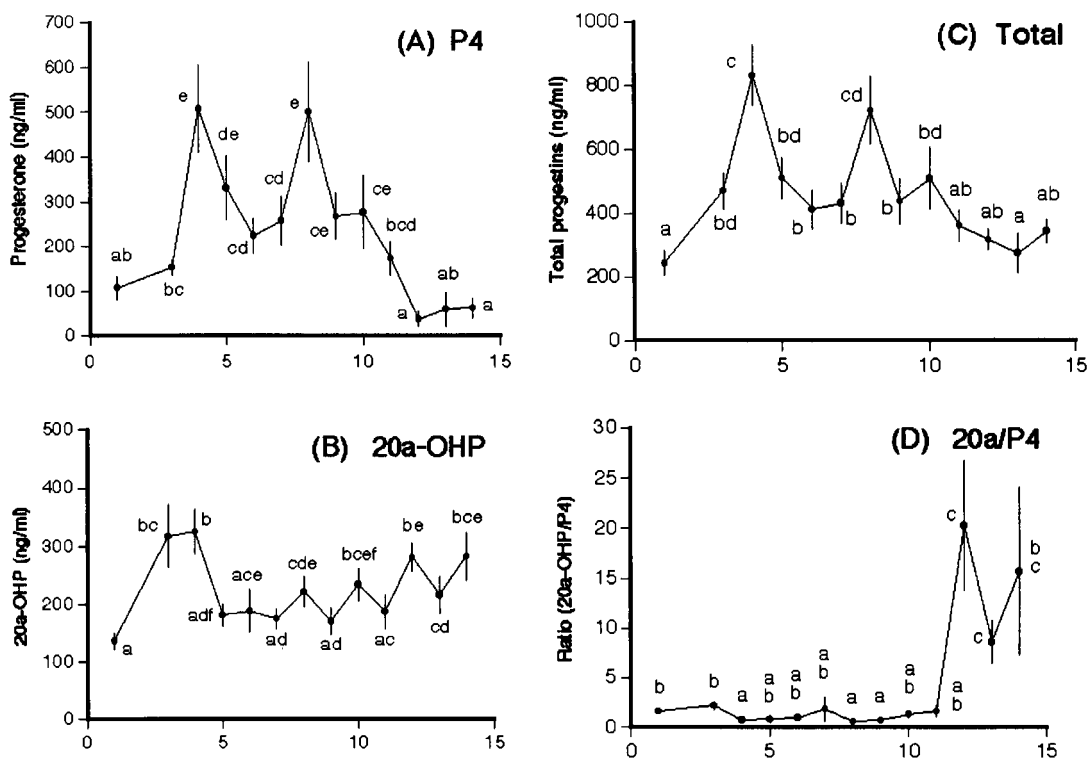 (A) P4
Progesterone (ng/ml)
700
600
500
400
300
200
100
0
ab
bc
e
de
cd
cd
e
ce
ce
bcd
a
ab
a
0
5
10
15
(C) Total
Total progestins (ng/ml)
1000
800
600
400
200
0
a
bd
c
bd
b
b
cd
b
bd
ab
ab
a
ab
0
5
10
15
(B) 20a-OHP
20a-OHP (ng/ml)
500
400
300
200
100
0
a
bc
b
adf
ace
ad
cde
ad
bcef
ac
be
cd
bce
0
5
10
15
(D) 20a/P4
Ratio (20a-OHP/P4)
30
25
20
15
10
5
0
b
b
a
a
b
a
b
a
b
a
a
a
b
a
b
c
c
b
c
0
5
10
15